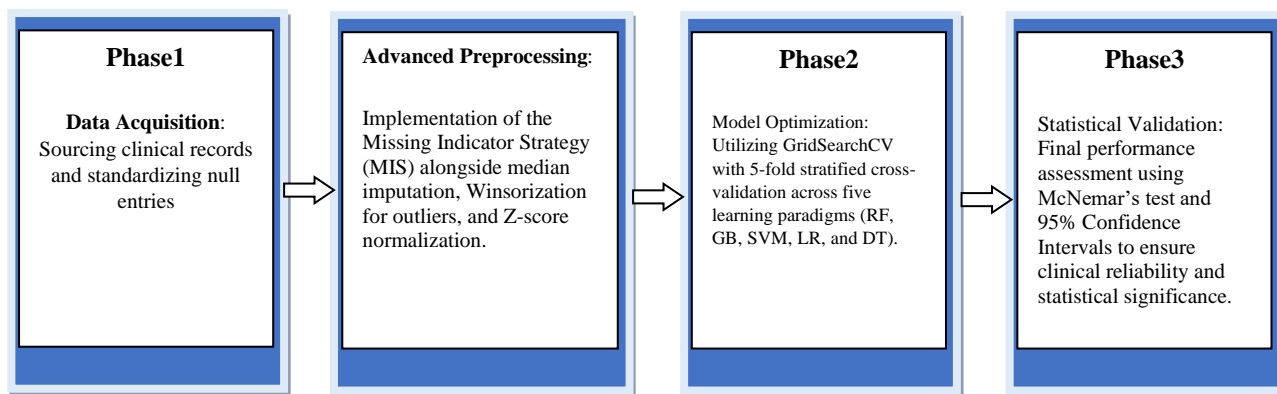 Phase1
Data Acquisition:
Sourcing clinical records
and standardizing null
entries
Advanced Preprocessing:
Implementation of the
Missing Indicator Strategy
(MIS) alongside median
imputation, Winsorization
for outliers, and Z-score
normalization.
Phase2
Model Optimization:
Utilizing GridSearchCV
with 5-fold stratified cross-
validation across five
learning paradigms (RF,
GB, SVM, LR, and DT).
Phase3
Statistical Validation:
Final performance
assessment using
McNemar’s test and
95% Confidence
Intervals to ensure
clinical reliability and
statistical significance.